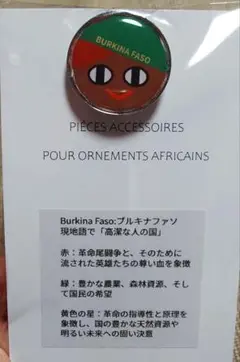 BURKINA FASO
PIÈCES ACCESSOIRES
POUR ORNEMENTS AFRICAINS
Burkina Faso:ブルキナファソ
現地語で「高潔な人の国」
赤：革命尾闘争と、そのために
流された英雄たちの尊い血を象徴
緑：豊かな農業、森林資源、そし
て国民の希望
黄色の星：革命の指導性と原理を
象徴し、国の豊かな天然資源や
明るい未来への固い決意